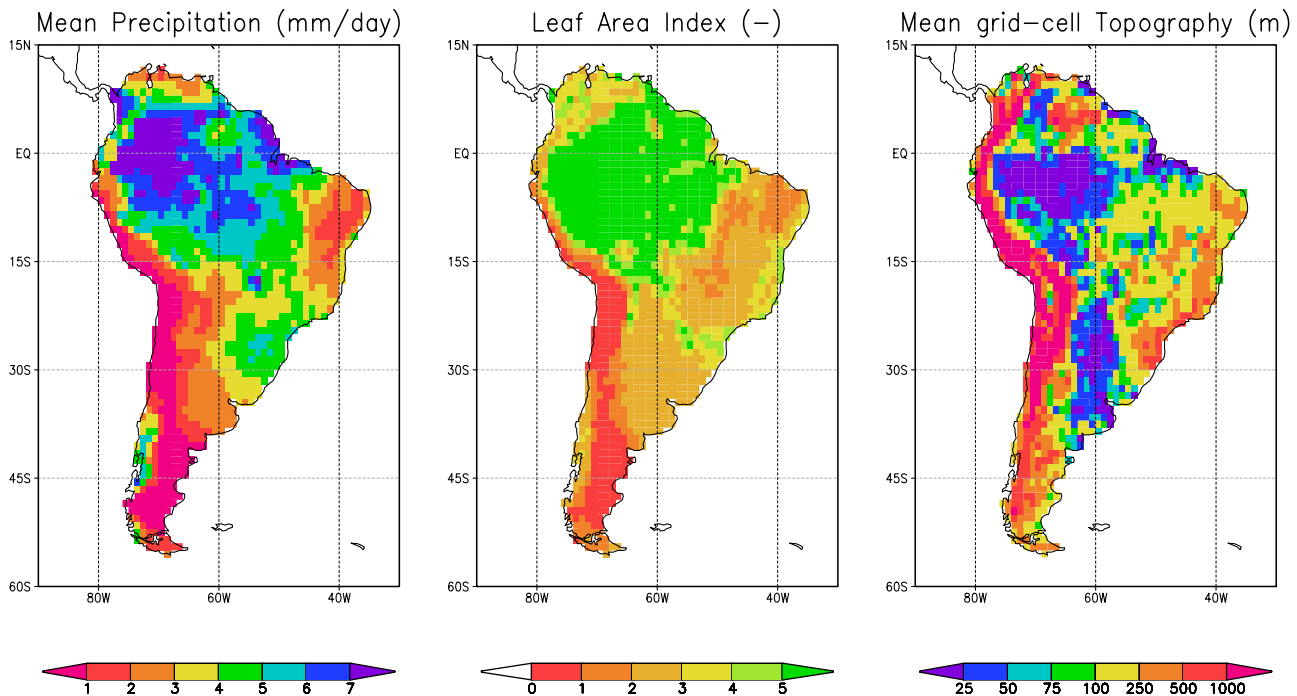 Mean Precipitation (mm/day)
15N
EQ
15S
30S
45S
60S
80W 60W 40W
1 2 3 4 5 6 7
Leaf Area Index (-)
15N
EQ
15S
30S
45S
60S
80W 60W 40W
0 1 2 3 4 5
Mean grid-cell Topography (m)
15N
EQ
15S
30S
45S
60S
80W 60W 40W
25 50 75 100 250 500 1000